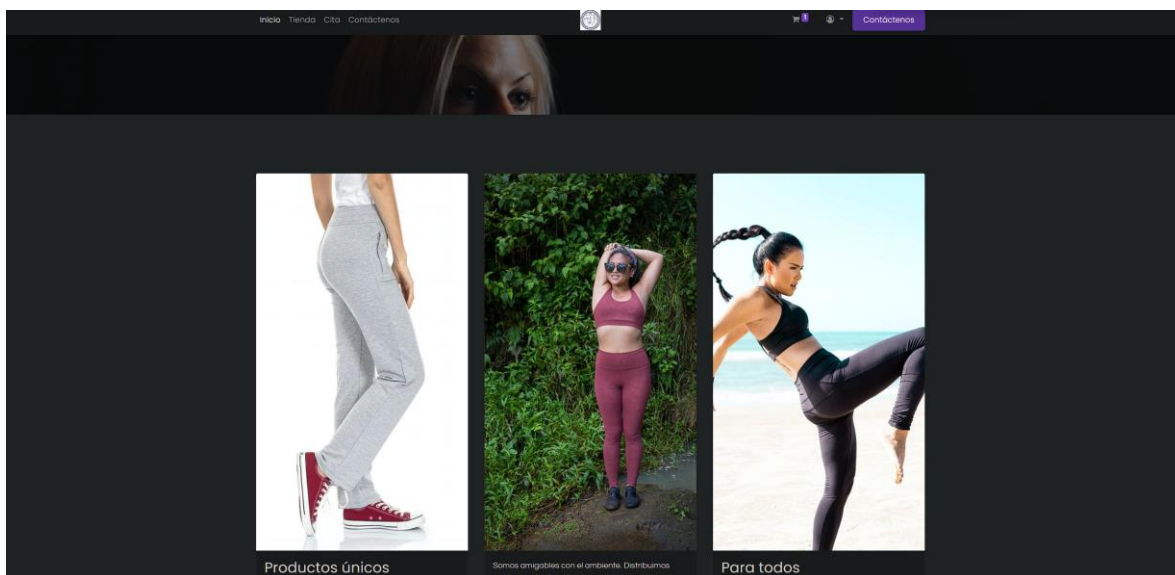 Inicio Tienda Cita Contáctenos 1 Contáctenos
Productos únicos
Somos amigables con el ambiente. Distribuimos
Para todos